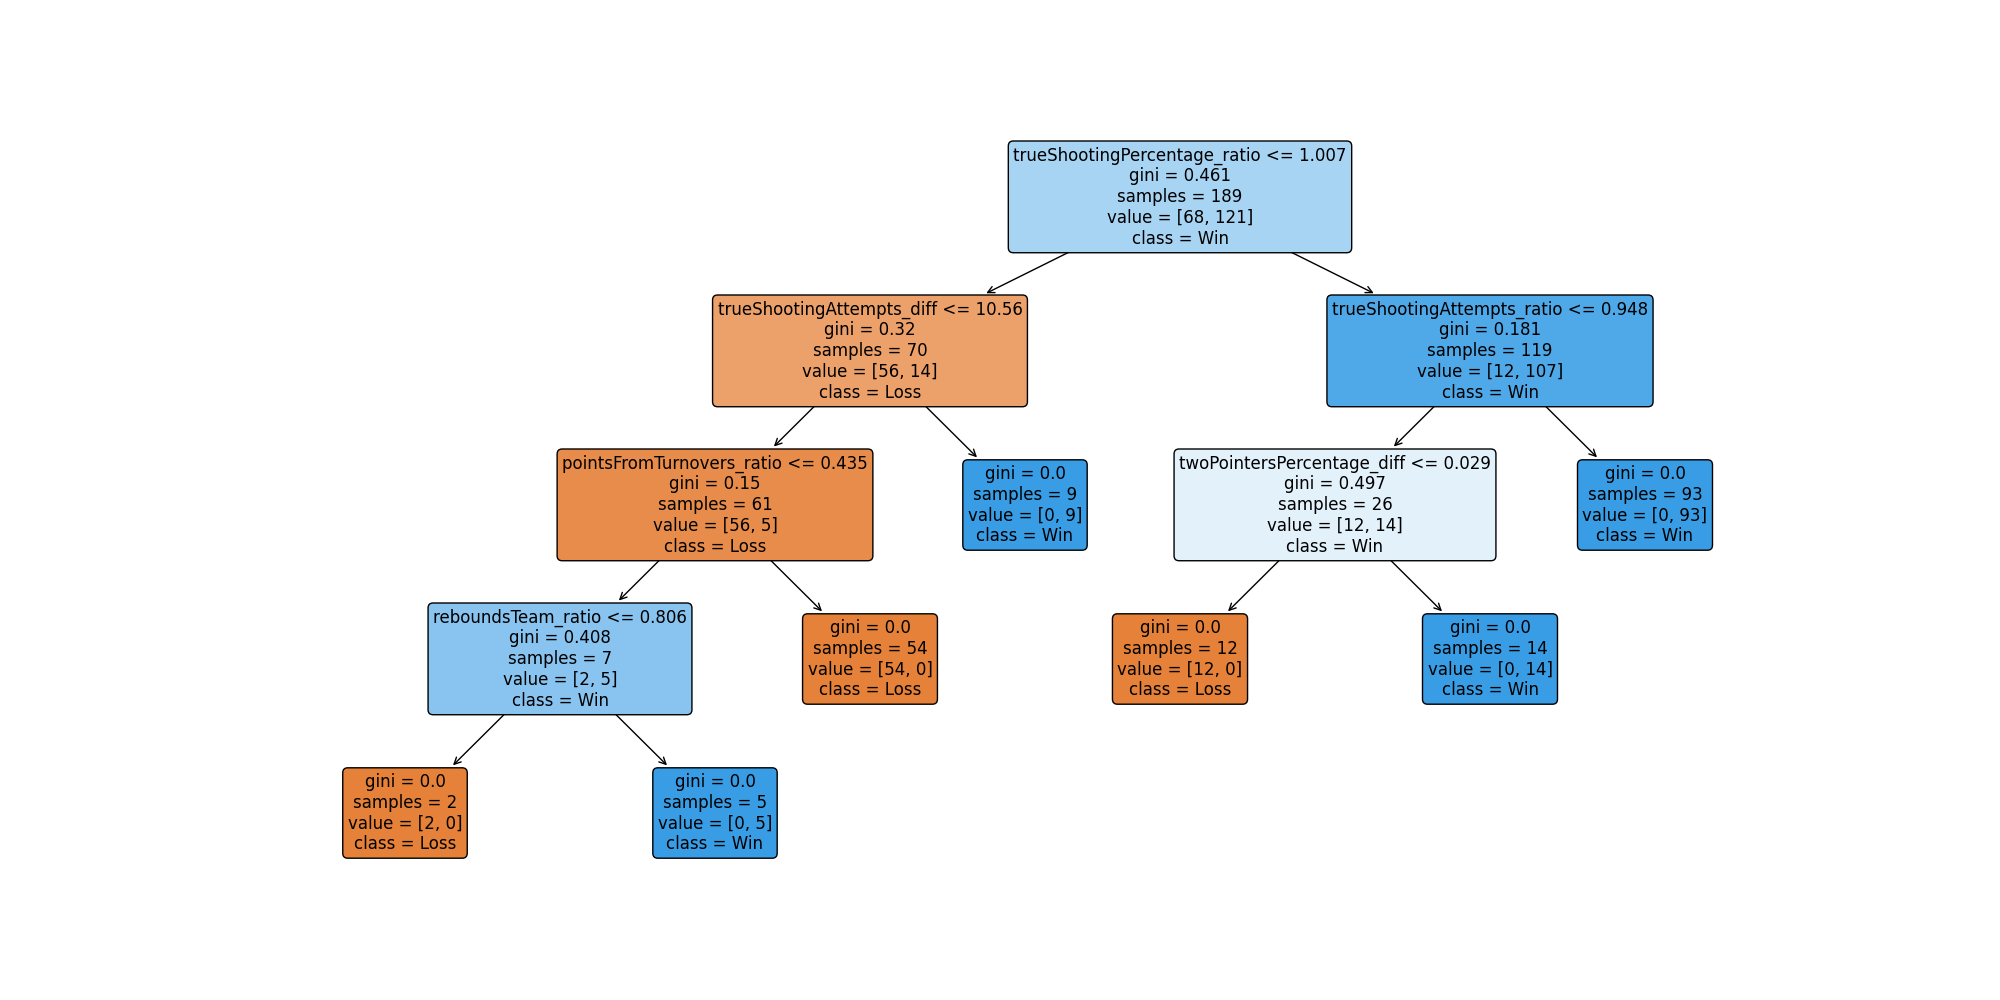 trueShootingPercentage_ratio <= 1.007
gini = 0.461
samples = 189
value = [68, 121]
class = Win
trueShootingAttempts_diff <= 10.56
gini = 0.32
samples = 70
value = [56, 14]
class = Loss
trueShootingAttempts_ratio <= 0.948
gini = 0.181
samples = 119
value = [12, 107]
class = Win
pointsFromTurnovers_ratio <= 0.435
gini = 0.15
samples = 61
value = [56, 5]
class = Loss
gini = 0.0
samples = 9
value = [0, 9]
class = Win
twoPointersPercentage_diff <= 0.029
gini = 0.497
samples = 26
value = [12, 14]
class = Win
gini = 0.0
samples = 93
value = [0, 93]
class = Win
reboundsTeam_ratio <= 0.806
gini = 0.408
samples = 7
value = [2, 5]
class = Win
gini = 0.0
samples = 54
value = [54, 0]
class = Loss
gini = 0.0
samples = 12
value = [12, 0]
class = Loss
gini = 0.0
samples = 14
value = [0, 14]
class = Win
gini = 0.0
samples = 2
value = [2, 0]
class = Loss
gini = 0.0
samples = 5
value = [0, 5]
class = Win